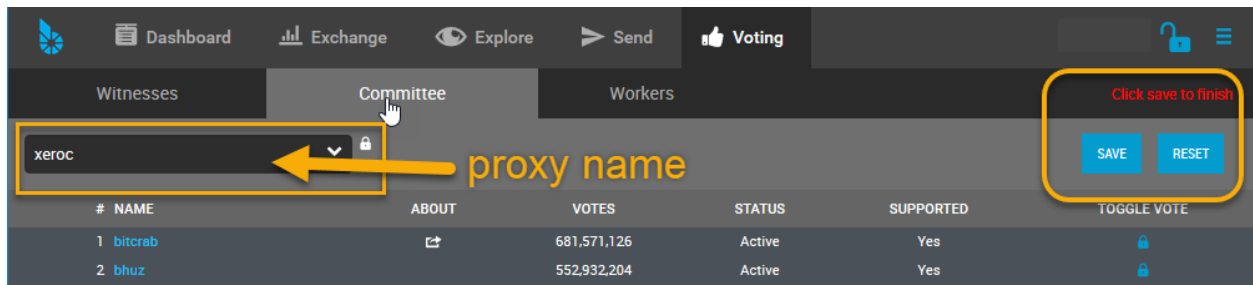 Dashboard Exchange Explore Send Voting
Witnesses Committee Workers Click save to finish
xeroc proxy name SAVE RESET
# NAME ABOUT VOTES STATUS SUPPORTED TOGGLE VOTE
1 bitcrab 681,571,126 Active Yes
2 bhuz 552,932,204 Active Yes